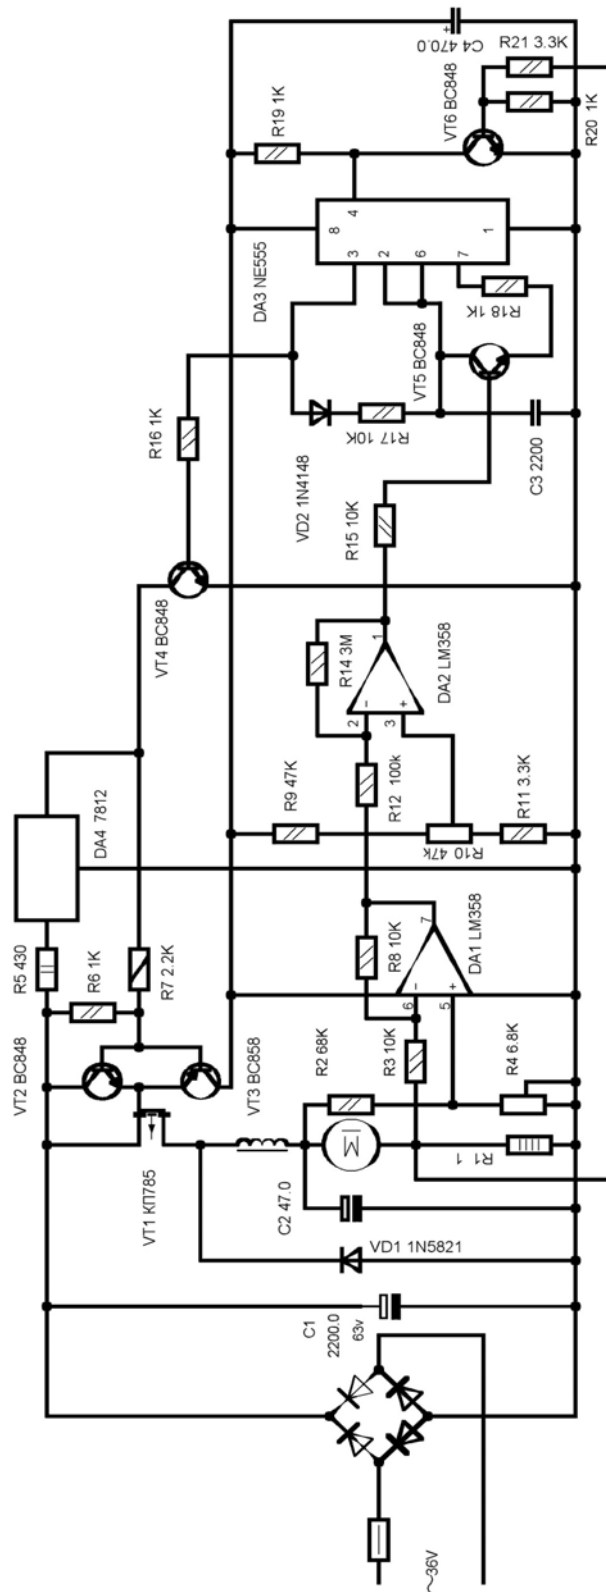 ~36V
C1
2200.0
63v
VD1 1N5821
C2 47.0
VT1 КП785
VT2 BC848
VT3 BC858
R5 430
R6 1K
R7 2.2K
DA4 7812
M
R1 1
R2 68K
R3 10K
R4 6.8K
R8 10K
6
5
7
−
+
DA1 LM358
R9 47K
R10 47k
R11 3.3K
R12 100k
R14 3M
2
3
1
−
+
DA2 LM358
R15 10K
VT4 BC848
R16 1K
VD2 1N4148
R17 10K
C3 2200
VT5 BC848
R18 1K
DA3 NE555
8
4
3
2
6
7
1
R19 1K
VT6 BC848
R20 1K
R21 3.3K
C4 470.0
+